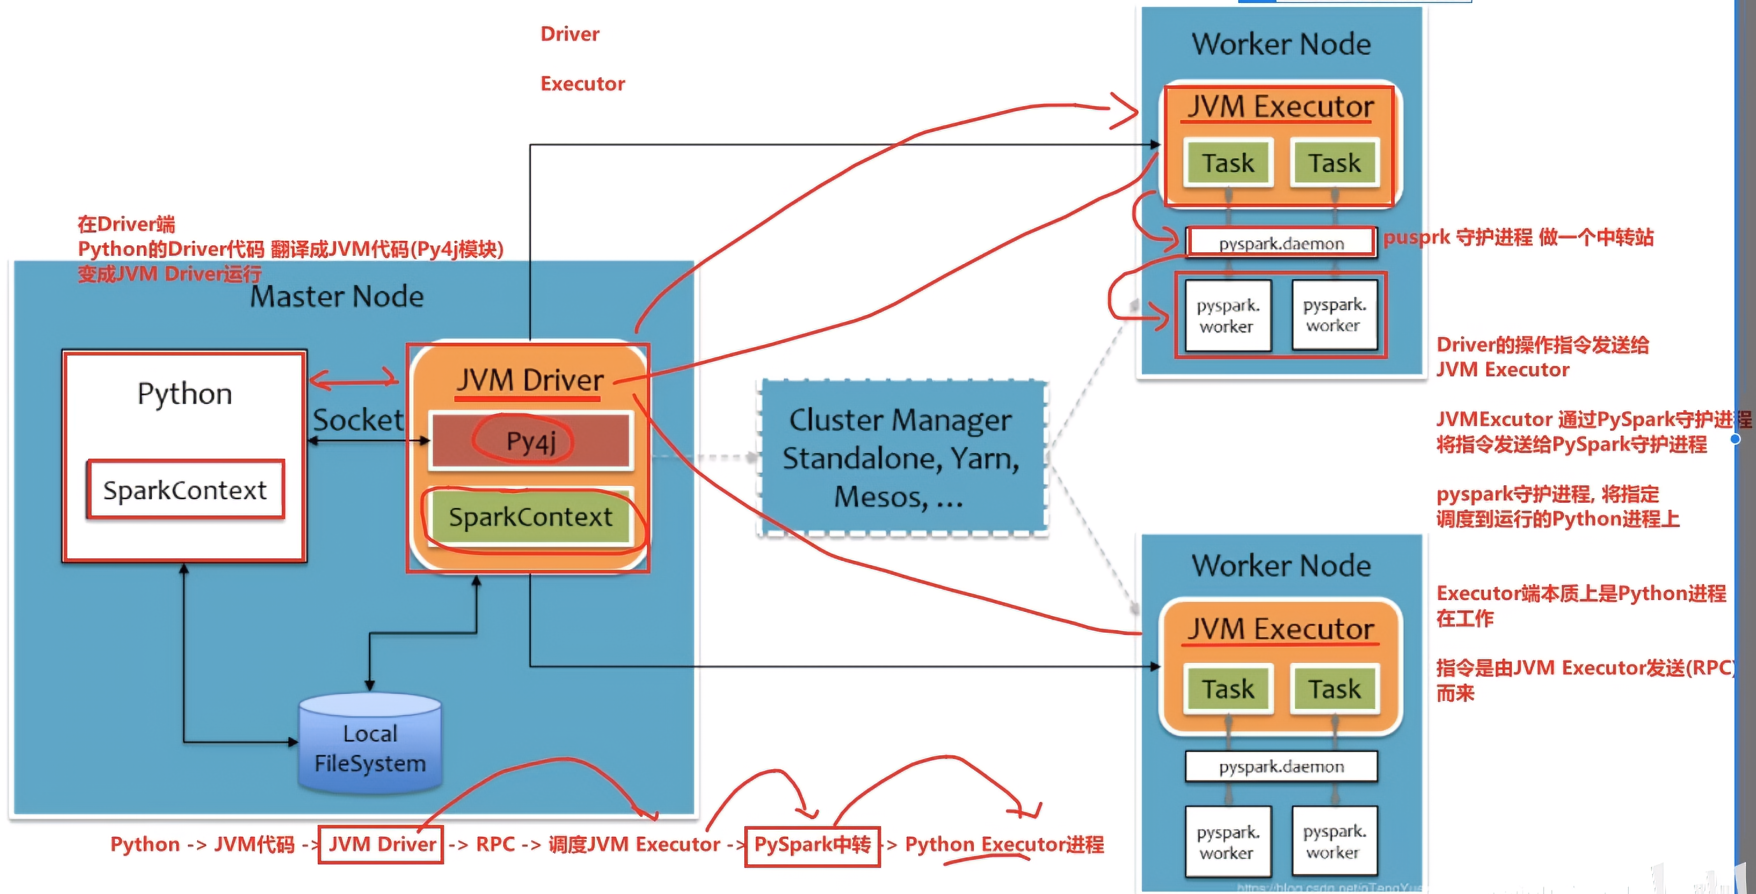 Driver
Executor
在Driver端
Python的Driver代码 翻译成JVM代码(Py4j模块)
变成JVM Driver运行
Master Node
Python
SparkContext
Socket
JVM Driver
Py4j
SparkContext
Local
FileSystem
Cluster Manager
Standalone, Yarn,
Mesos, ...
Worker Node
JVM Executor
Task
Task
pyspark.daemon
pusprk 守护进程 做一个中转站
pyspark.
worker
pyspark.
worker
Driver的操作指令发送给
JVM Executor
JVMExcutor 通过PySpark守护进程
将指令发送给PySpark守护进程
pyspark守护进程, 将指定
调度到运行的Python进程上
Worker Node
JVM Executor
Task
Task
pyspark.daemon
pyspark.
worker
pyspark.
worker
Executor端本质上是Python进程
在工作
指令是由JVM Executor发送(RPC)
而来
Python -> JVM代码 -> JVM Driver -> RPC -> 调度JVM Executor -> PySpark中转 -> Python Executor进程